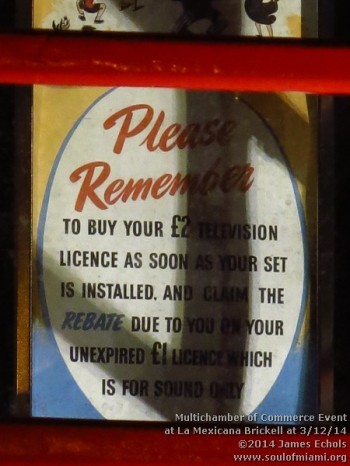 Please
Remember
TO BUY YOUR £2 TELEVISION
LICENCE AS SOON AS YOUR SET
IS INSTALLED, AND CLAIM THE
REBATE DUE TO YOU ON YOUR
UNEXPIRED £1 LICENCE WHICH
IS FOR SOUND ONLY
Multichamber of Commerce Event
at La Mexicana Brickell at 3/12/14
©2014 James Echols
www.soulofmiami.org